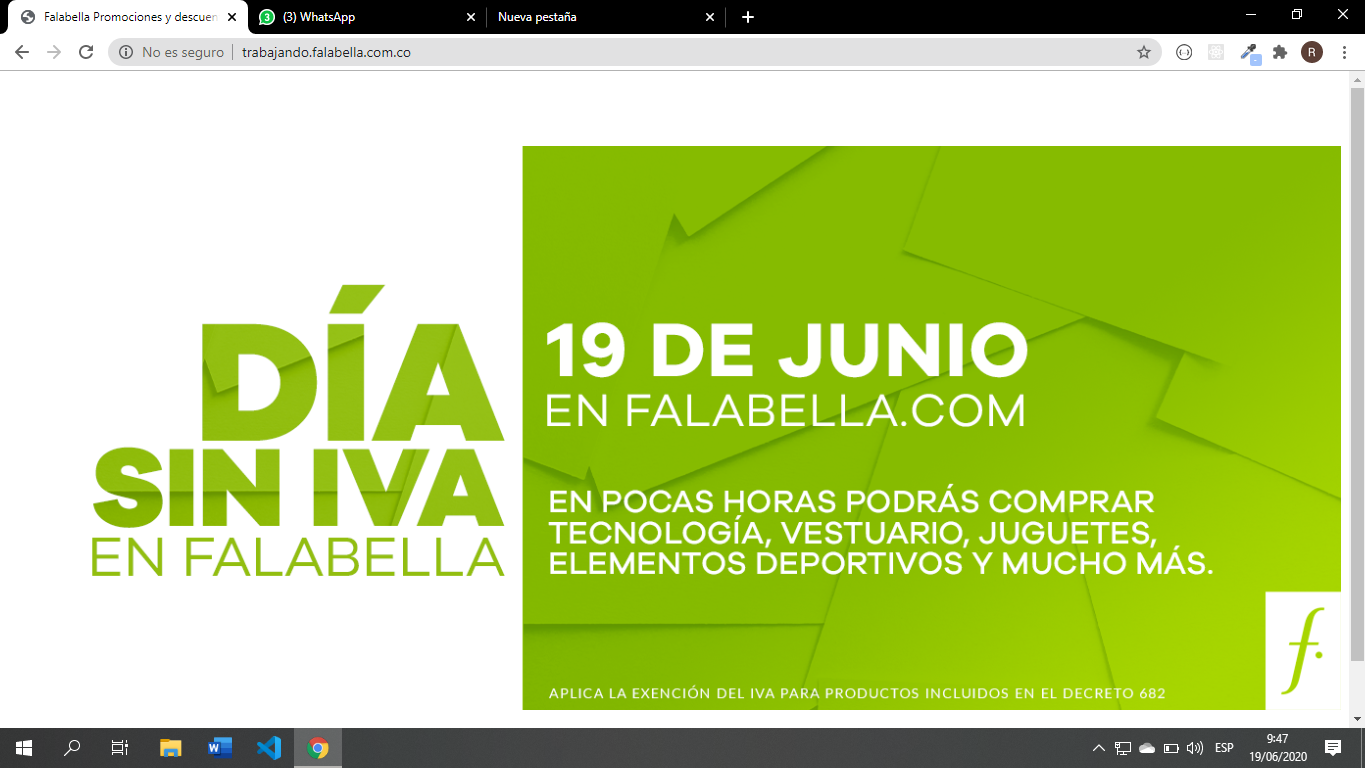 Falabella Promociones y descuen
(3) WhatsApp
Nueva pestaña
No es seguro
trabajando.falabella.com.co
R
DÍA
SIN IVA
EN FALABELLA
19 DE JUNIO
EN FALABELLA.COM
EN POCAS HORAS PODRÁS COMPRAR
TECNOLOGÍA, VESTUARIO, JUGUETES,
ELEMENTOS DEPORTIVOS Y MUCHO MÁS.
f.
APLICA LA EXENCIÓN DEL IVA PARA PRODUCTOS INCLUIDOS EN EL DECRETO 682
ESP
9:47
19/06/2020